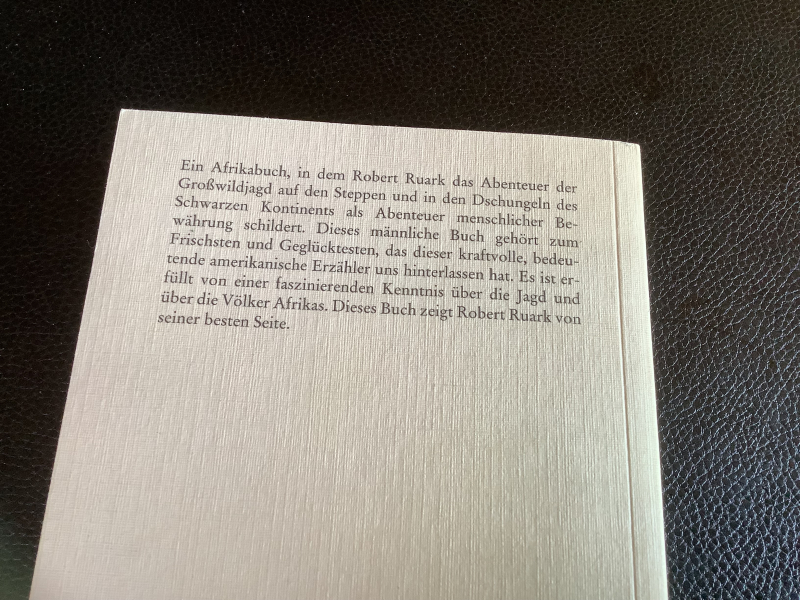 Ein Afrikabuch, in dem Robert Ruark das Abenteuer der
Großwildjagd auf den Steppen und in den Dschungeln des
Schwarzen Kontinents als Abenteuer menschlicher Be-
währung schildert. Dieses männliche Buch gehört zum
Frischsten und Geglücktesten, das dieser kraftvolle, bedeu-
tende amerikanische Erzähler uns hinterlassen hat. Es ist er-
füllt von einer faszinierenden Kenntnis über die Jagd und
über die Völker Afrikas. Dieses Buch zeigt Robert Ruark von
seiner besten Seite.